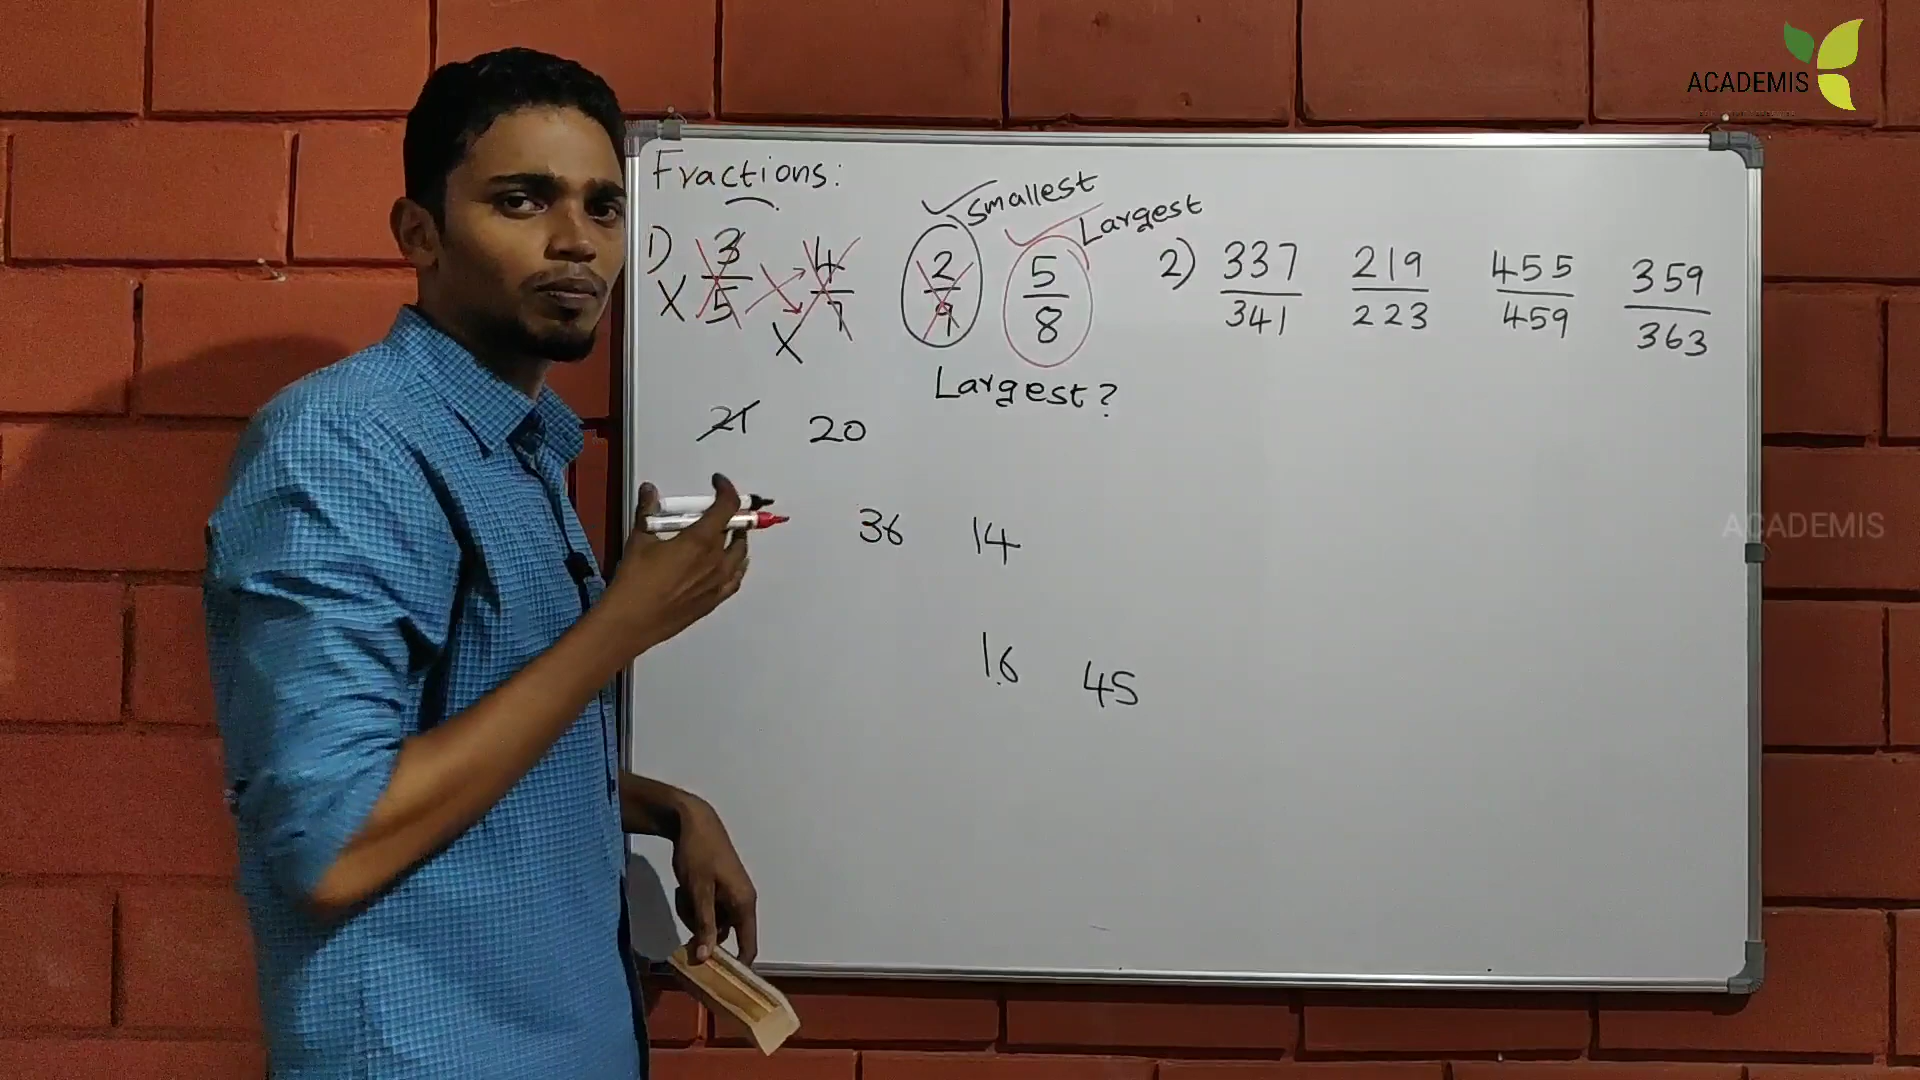 ACADEMIS
Fractions:
Smallest
Largest
1) 3/5 4/7 2/9 5/8
X
X
2) 337/341 219/223 455/459 359/363
Largest?
21 20
36 14
16 45
ACADEMIS